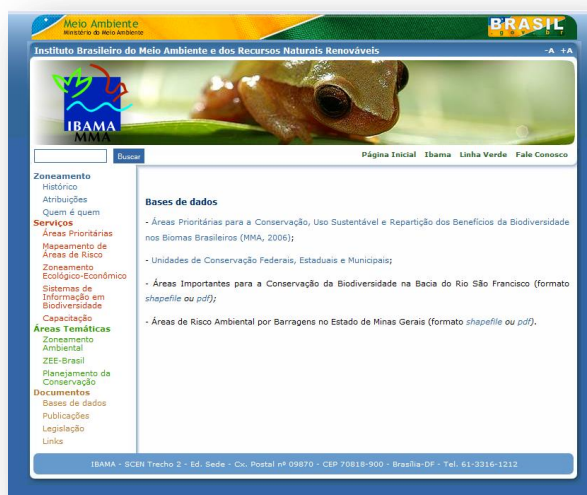 Meio Ambiente
Ministério do Meio Ambiente
BRASIL
.gov.br
Instituto Brasileiro do Meio Ambiente e dos Recursos Naturais Renováveis
-A +A
IBAMA
MMA
Buscar
Página Inicial Ibama Linha Verde Fale Conosco
Zoneamento
Histórico
Atribuições
Quem é quem
Serviços
Áreas Prioritárias
Mapeamento de
Áreas de Risco
Zoneamento
Ecológico-Econômico
Sistemas de
Informação em
Biodiversidade
Capacitação
Áreas Temáticas
Zoneamento
Ambiental
ZEE-Brasil
Planejamento da
Conservação
Documentos
Bases de dados
Publicações
Legislação
Links
Bases de dados
- Áreas Prioritárias para a Conservação, Uso Sustentável e Repartição dos Benefícios da Biodiversidade
nos Biomas Brasileiros (MMA, 2006);
- Unidades de Conservação Federais, Estaduais e Municipais;
- Áreas Importantes para a Conservação da Biodiversidade na Bacia do Rio São Francisco (formato
shapefile ou pdf);
- Áreas de Risco Ambiental por Barragens no Estado de Minas Gerais (formato shapefile ou pdf).
IBAMA - SCEN Trecho 2 - Ed. Sede - Cx. Postal nº 09870 - CEP 70818-900 - Brasília-DF - Tel. 61-3316-1212